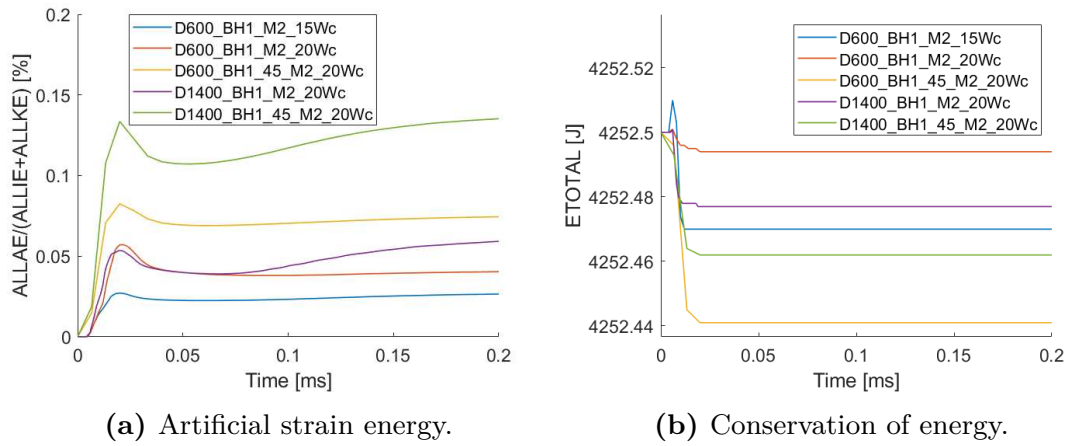 0.2
0.15
0.1
0.05
0
ALLAE/(ALLIE+ALLKE) [%]
D600_BH1_M2_15Wc
D600_BH1_M2_20Wc
D600_BH1_45_M2_20Wc
D1400_BH1_M2_20Wc
D1400_BH1_45_M2_20Wc
0 0.05 0.1 0.15 0.2
Time [ms]
(a) Artificial strain energy.
4252.52
4252.5
4252.48
4252.46
4252.44
ETOTAL [J]
D600_BH1_M2_15Wc
D600_BH1_M2_20Wc
D600_BH1_45_M2_20Wc
D1400_BH1_M2_20Wc
D1400_BH1_45_M2_20Wc
0 0.05 0.1 0.15 0.2
Time [ms]
(b) Conservation of energy.